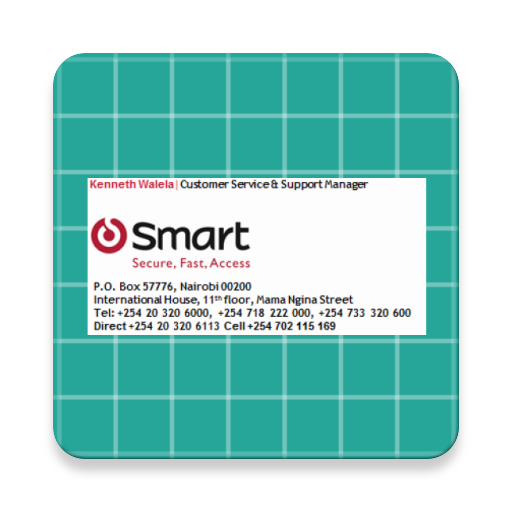 Kenneth Walela | Customer Service & Support Manager
Smart
Secure, Fast, Access
P.O. Box 57776, Nairobi 00200
International House, 11th floor, Mama Ngina Street
Tel: +254 20 320 6000, +254 718 222 000, +254 733 320 600
Direct +254 20 320 6113 Cell +254 702 115 169